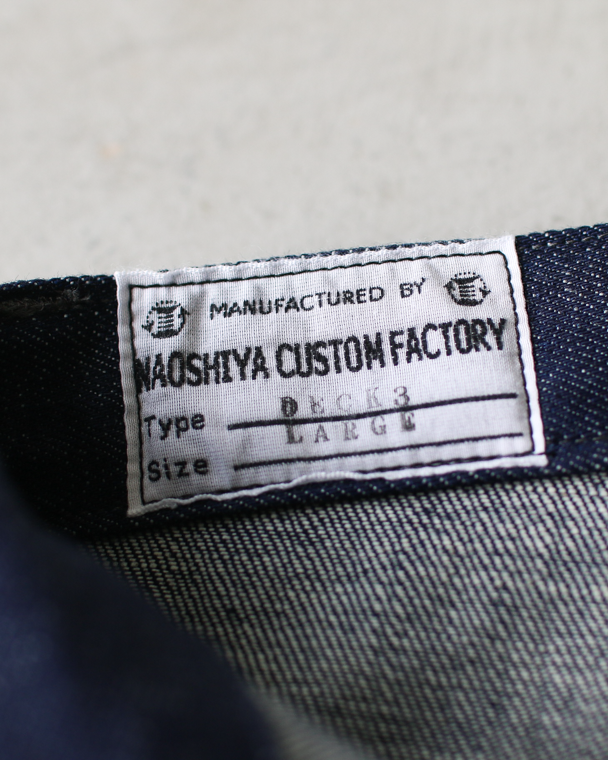 MANUFACTURED BY
NAOSHIYA CUSTOM FACTORY
Type DECK3
Size LARGE